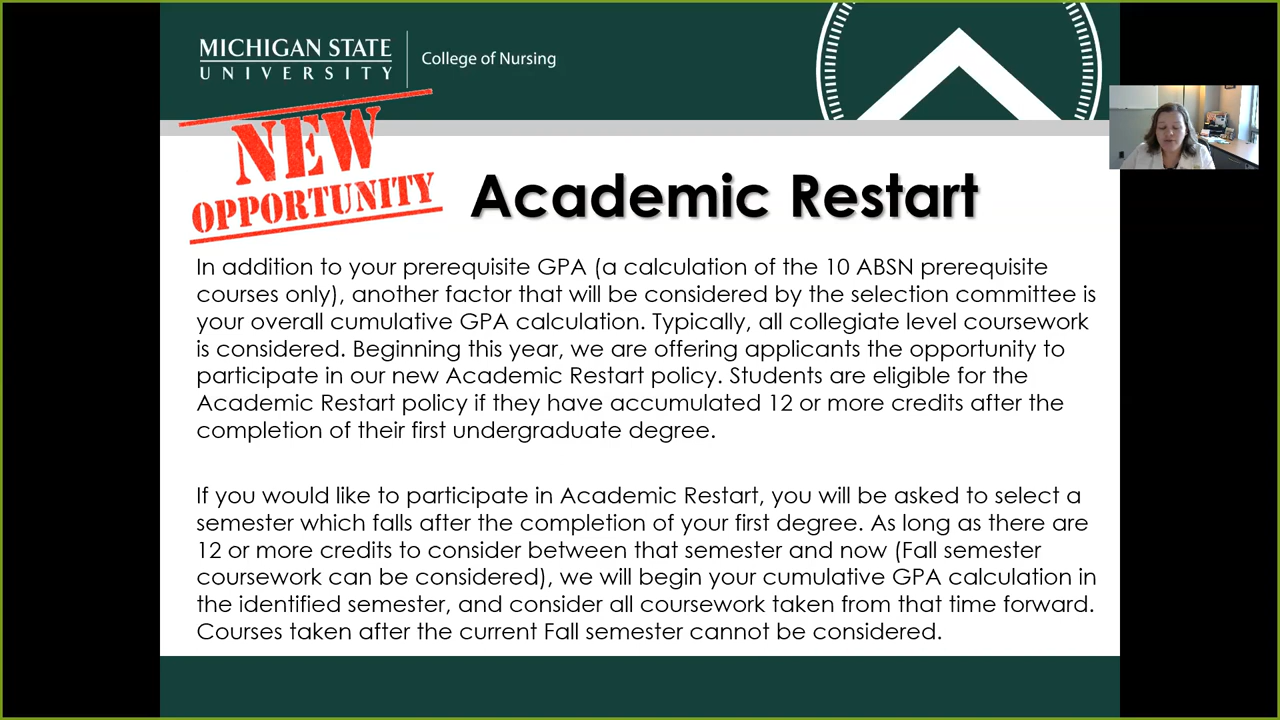 MICHIGAN STATE
UNIVERSITY
College of Nursing
NEW
OPPORTUNITY
Academic Restart
In addition to your prerequisite GPA (a calculation of the 10 ABSN prerequisite
courses only), another factor that will be considered by the selection committee is
your overall cumulative GPA calculation. Typically, all collegiate level coursework
is considered. Beginning this year, we are offering applicants the opportunity to
participate in our new Academic Restart policy. Students are eligible for the
Academic Restart policy if they have accumulated 12 or more credits after the
completion of their first undergraduate degree.
If you would like to participate in Academic Restart, you will be asked to select a
semester which falls after the completion of your first degree. As long as there are
12 or more credits to consider between that semester and now (Fall semester
coursework can be considered), we will begin your cumulative GPA calculation in
the identified semester, and consider all coursework taken from that time forward.
Courses taken after the current Fall semester cannot be considered.